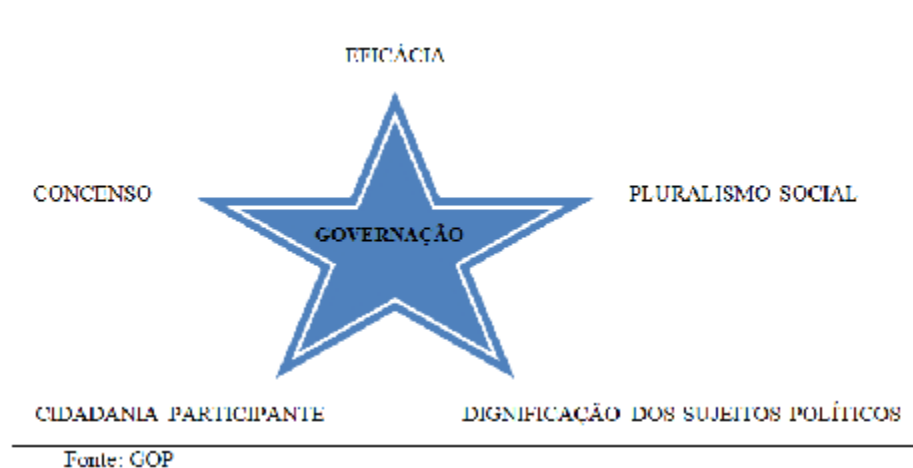 EFICÁCIA
CONCENSO
PLURALISMO SOCIAL
GOVERNAÇÃO
CIDADANIA PARTICIPANTE
DIGNIFICAÇÃO DOS SUJEITOS POLÍTICOS
Fonte: GOP